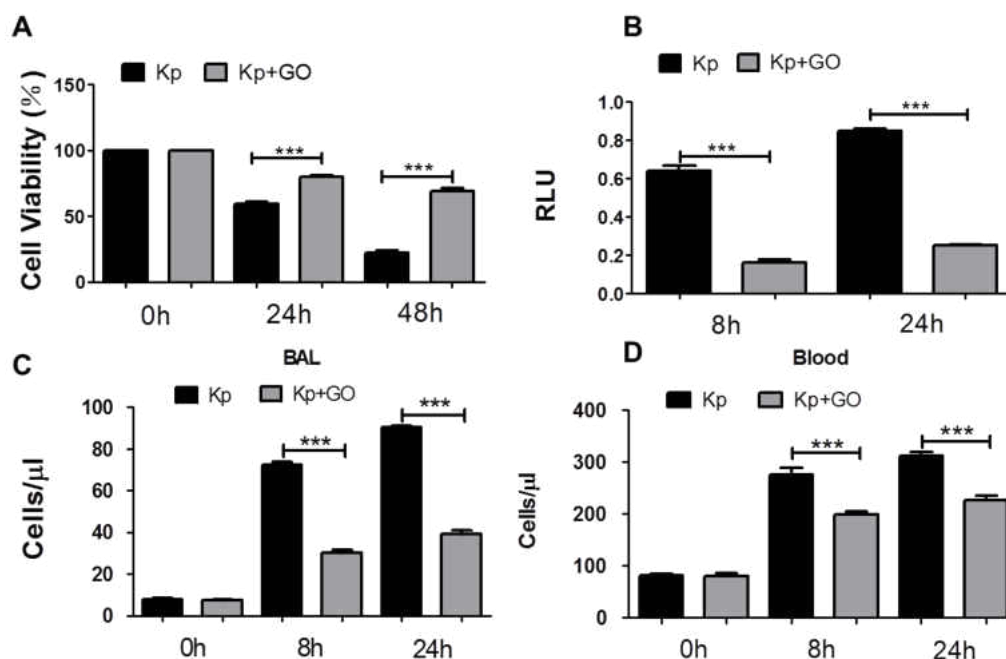 A
Kp Kp+GO
Cell Viability (%)
150
100
50
0
***
***
0h 24h 48h
B
Kp Kp+GO
RLU
1.0
0.8
0.6
0.4
0.2
0.0
***
***
8h 24h
C
BAL
Kp Kp+GO
Cells/μl
100
80
60
40
20
0
***
***
0h 8h 24h
D
Blood
Kp Kp+GO
Cells/μl
400
300
200
100
0
***
***
0h 8h 24h